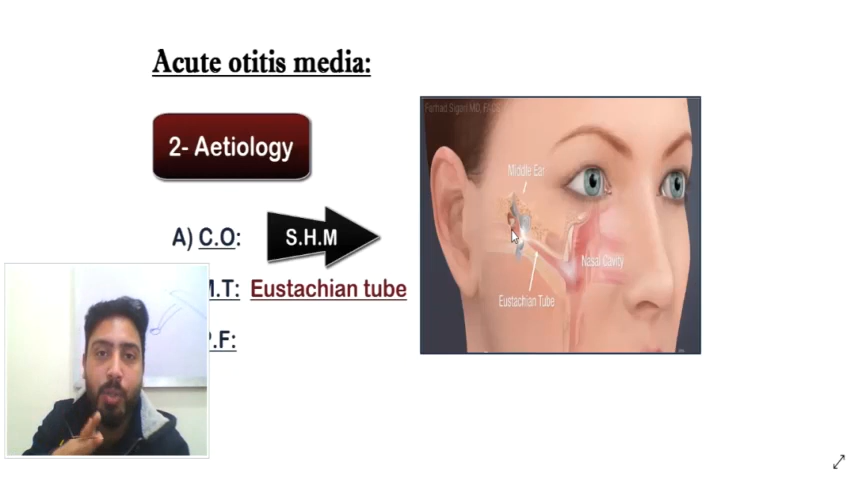 Acute otitis media:
2- Aetiology
A) C.O:
S.H.M
M.T: Eustachian tube
P.F:
Middle Ear
Nasal Cavity
Eustachian Tube